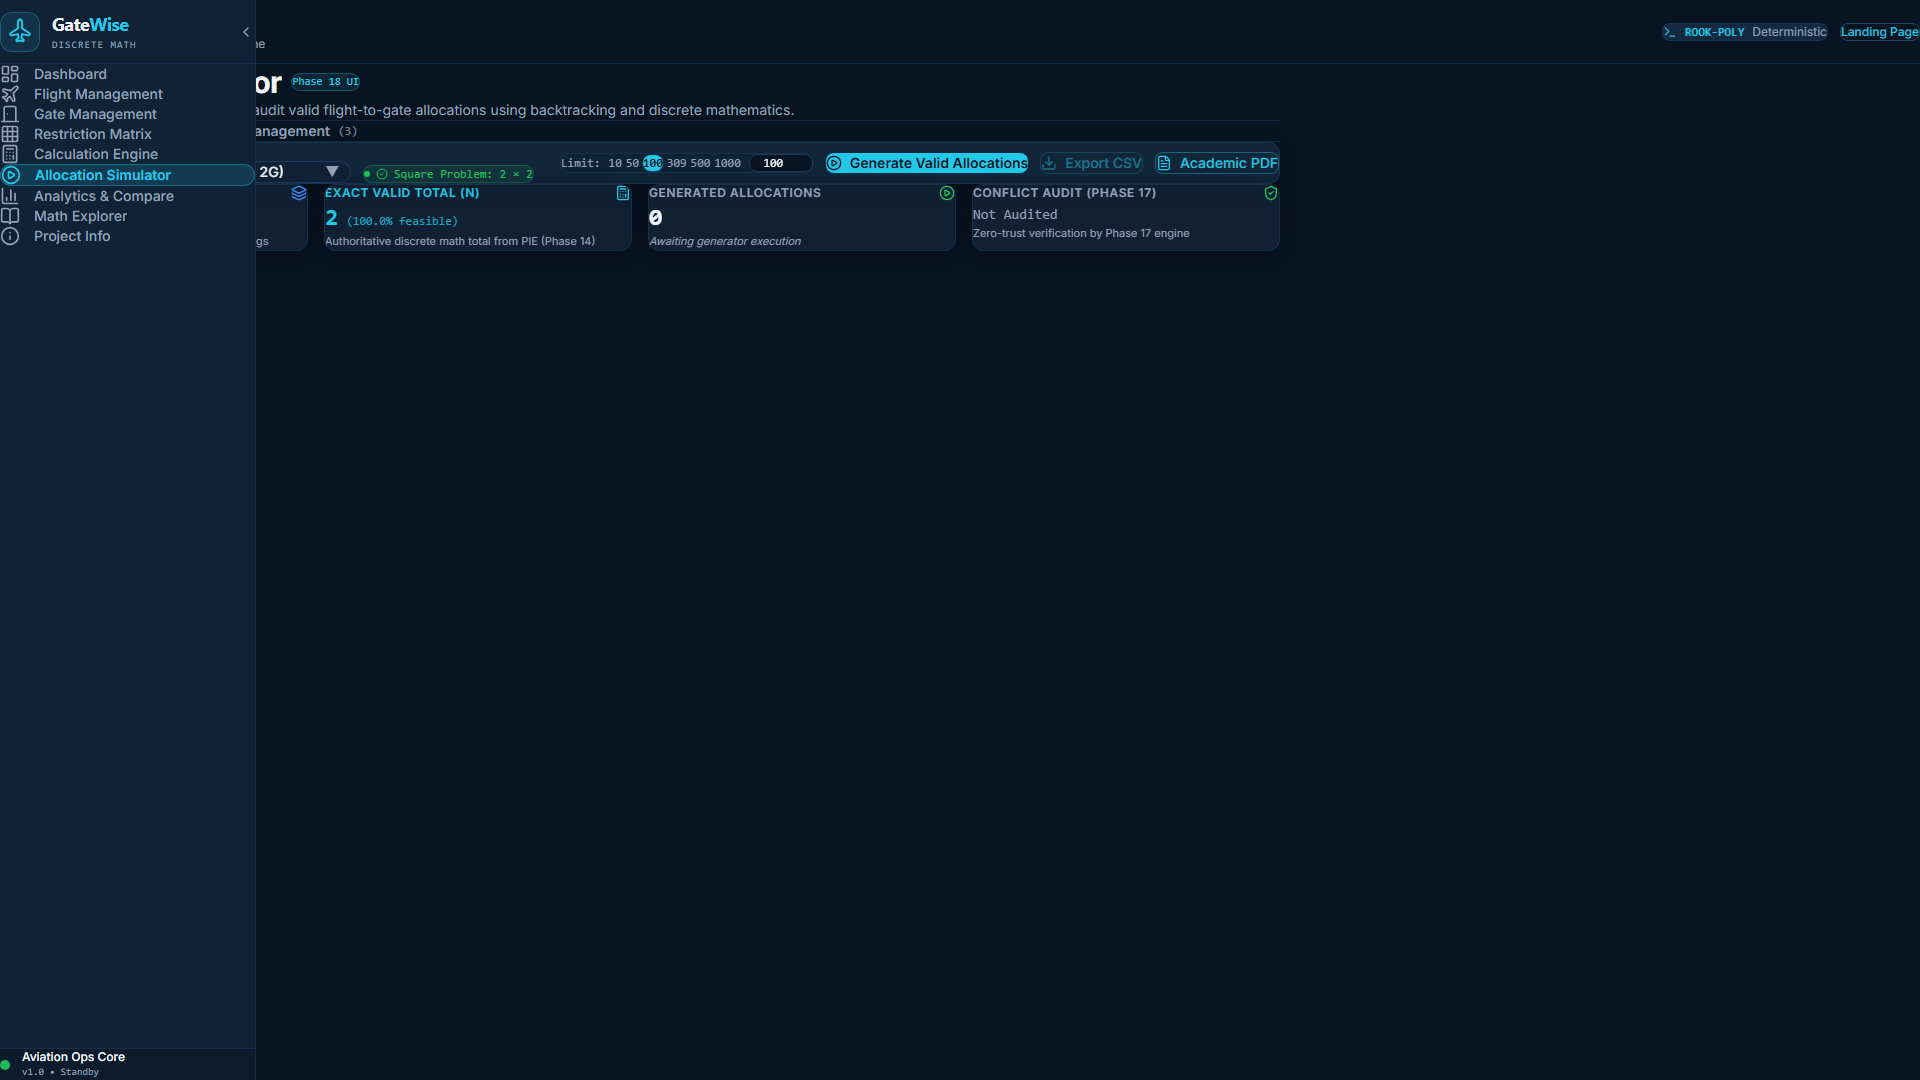 GateWise
DISCRETE MATH
Dashboard
Flight Management
Gate Management
Restriction Matrix
Calculation Engine
Allocation Simulator
Analytics & Compare
Math Explorer
Project Info
Aviation Ops Core
v1.0 • Standby
ne
ROOK-POLY Deterministic
Landing Page
or Phase 18 UI
audit valid flight-to-gate allocations using backtracking and discrete mathematics.
anagement (3)
2G)
Square Problem: 2 × 2
Limit: 10 50 100 309 500 1000 100
Generate Valid Allocations
Export CSV
Academic PDF
gs
EXACT VALID TOTAL (N)
2 (100.0% feasible)
Authoritative discrete math total from PIE (Phase 14)
GENERATED ALLOCATIONS
0
Awaiting generator execution
CONFLICT AUDIT (PHASE 17)
Not Audited
Zero-trust verification by Phase 17 engine